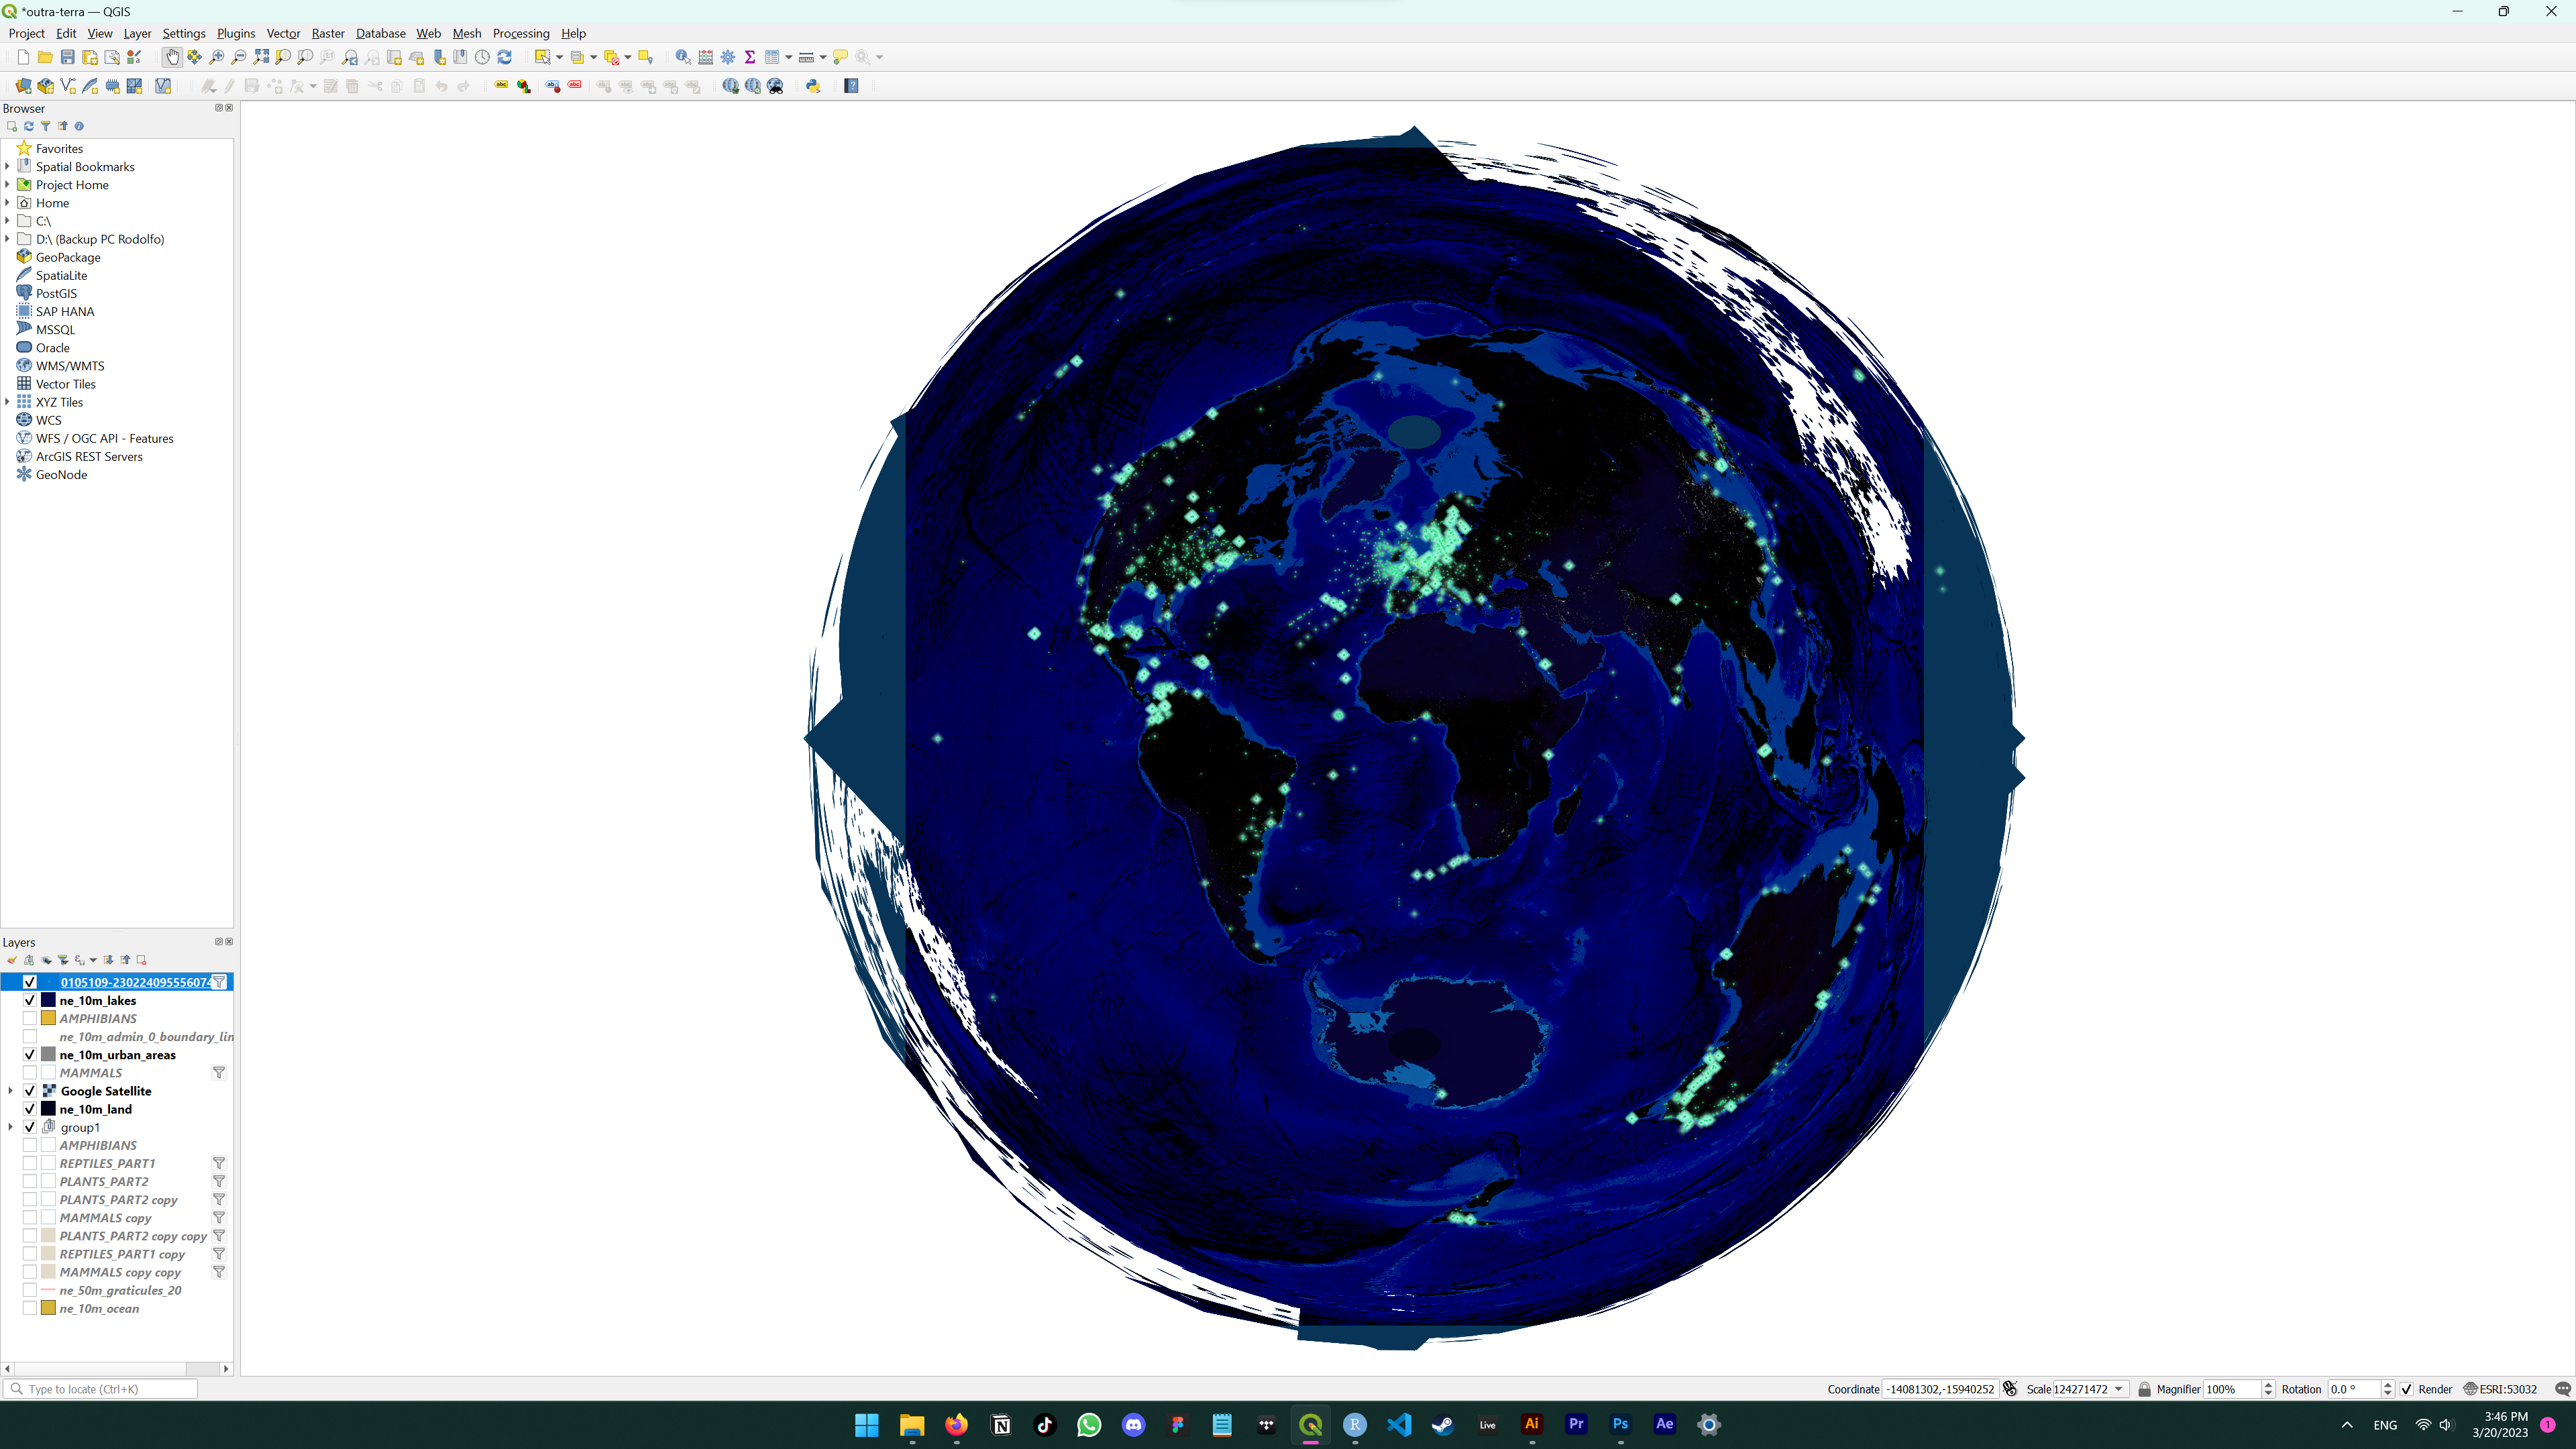 *outra-terra — QGIS
Project Edit View Layer Settings Plugins Vector Raster Database Web Mesh Processing Help
Browser
Favorites
Spatial Bookmarks
Project Home
Home
C:\
D:\ (Backup PC Rodolfo)
GeoPackage
SpatiaLite
PostGIS
SAP HANA
MSSQL
Oracle
WMS/WMTS
Vector Tiles
XYZ Tiles
WCS
WFS / OGC API - Features
ArcGIS REST Servers
GeoNode
Layers
0105109-23022409555607
ne_10m_lakes
AMPHIBIANS
ne_10m_admin_0_boundary_lin
ne_10m_urban_areas
MAMMALS
Google Satellite
ne_10m_land
group1
AMPHIBIANS
REPTILES_PART1
PLANTS_PART2
PLANTS_PART2 copy
MAMMALS copy
PLANTS_PART2 copy copy
REPTILES_PART1 copy
MAMMALS copy copy
ne_50m_graticules_20
ne_10m_ocean
Type to locate (Ctrl+K) Coordinate -14081302,-15940252 Scale 124271472 Magnifier 100% Rotation 0.0 ° Render ESRI:53032
Live Ai Pr Ps Ae ENG 3:46 PM 1
3/20/2023